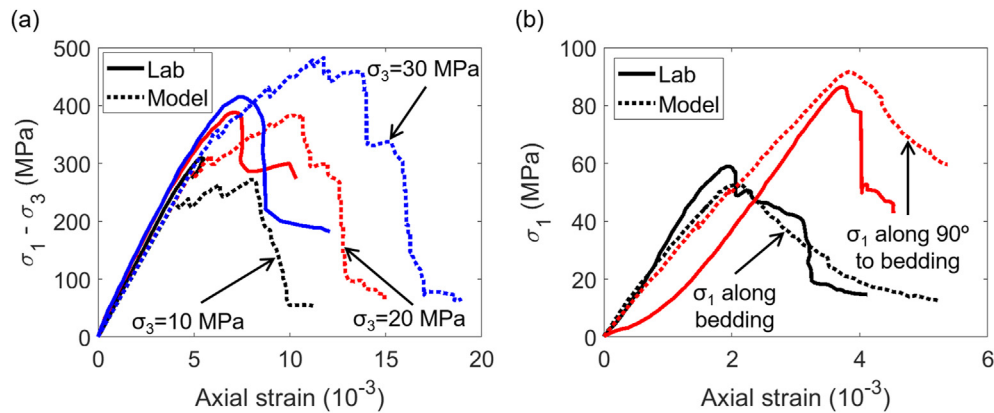 (a)
500
400
300
200
100
0
σ1 - σ3 (MPa)
Lab
Model
σ3=30 MPa
σ3=10 MPa
σ3=20 MPa
0 5 10 15 20
Axial strain (10-3)
(b)
100
80
60
40
20
0
σ1 (MPa)
Lab
Model
σ1 along 90º
to bedding
σ1 along
bedding
0 2 4 6
Axial strain (10-3)